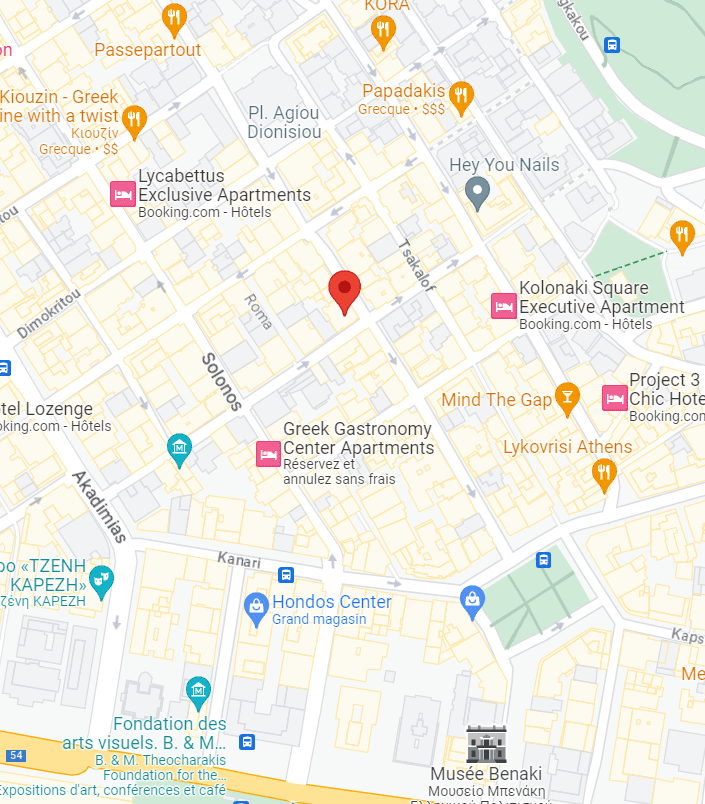 KORA
Passepartout
Papadakis
Grecque • $$$
Kiouzin - Greek
ine with a twist
Κιουζίν
Grecque • $$
Pl. Agiou
Dionisiou
Hey You Nails
Lycabettus
Exclusive Apartments
Booking.com - Hôtels
Tsakalof
Dimokritou
Roma
Kolonaki Square
Executive Apartment
Booking.com - Hôtels
Solonos
Project 3
Chic Hote
Booking.com
Mind The Gap
tel Lozenge
king.com - Hôtels
Greek Gastronomy
Center Apartments
Réservez et
annulez sans frais
Lykovrisi Athens
Akadimias
Kanari
ρο «ΤΖΕΝΗ
ΚΑΡΕΖΗ»
ζένη ΚΑΡΕΖΗ
Hondos Center
Grand magasin
Kaps
Me
Fondation des
arts visuels. B. & M...
B. & M. Theocharakis
Foundation for the...
Expositions d'art, conférences et café
54
Musée Benaki
Μουσείο Μπενάκη